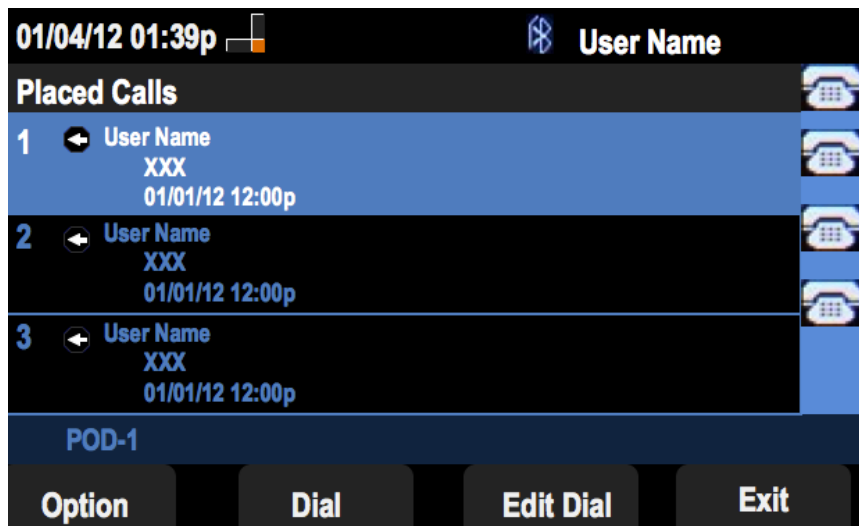 01/04/12 01:39p User Name
Placed Calls
1 User Name
XXX
01/01/12 12:00p
2 User Name
XXX
01/01/12 12:00p
3 User Name
XXX
01/01/12 12:00p
POD-1
Option Dial Edit Dial Exit